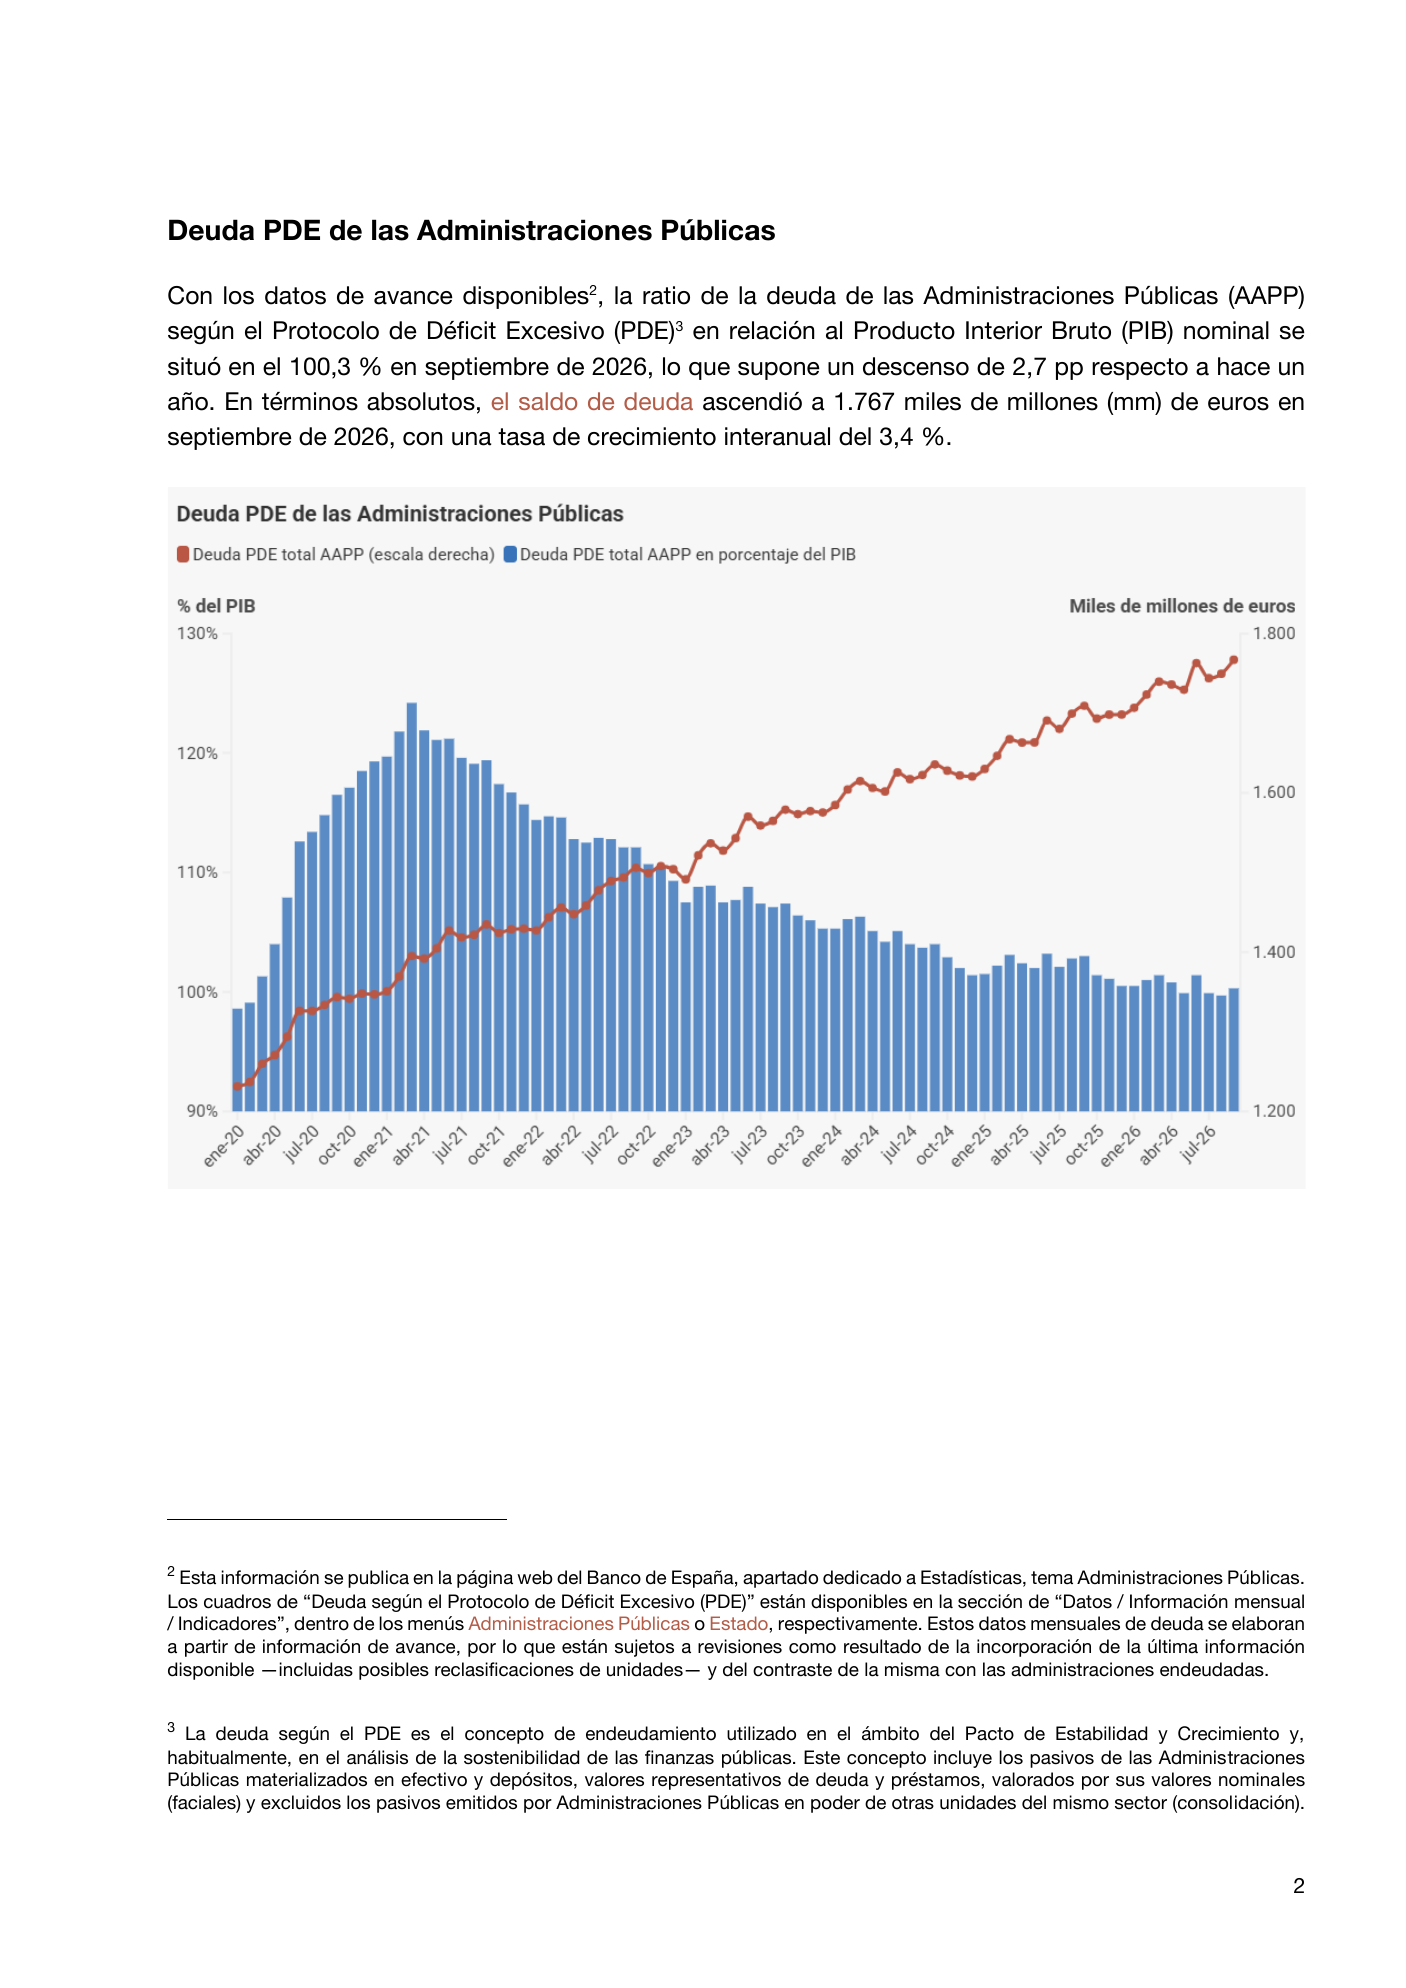 Deuda PDE de las Administraciones Públicas
Con los datos de avance disponibles2, la ratio de la deuda de las Administraciones Públicas (AAPP)
según el Protocolo de Déficit Excesivo (PDE)3 en relación al Producto Interior Bruto (PIB) nominal se
situó en el 100,3 % en septiembre de 2026, lo que supone un descenso de 2,7 pp respecto a hace un
año. En términos absolutos, el saldo de deuda ascendió a 1.767 miles de millones (mm) de euros en
septiembre de 2026, con una tasa de crecimiento interanual del 3,4 %.
Deuda PDE de las Administraciones Públicas
Deuda PDE total AAPP (escala derecha) Deuda PDE total AAPP en porcentaje del PIB
% del PIB Miles de millones de euros
130% 1.800
120%
1.600
110%
1.400
100%
90% 1.200
ene-20 abr-20 jul-20 oct-20 ene-21 abr-21 jul-21 oct-21 ene-22 abr-22 jul-22 oct-22 ene-23 abr-23 jul-23 oct-23 ene-24 abr-24 jul-24 oct-24 ene-25 abr-25 jul-25 oct-25 ene-26 abr-26 jul-26
2 Esta información se publica en la página web del Banco de España, apartado dedicado a Estadísticas, tema Administraciones Públicas.
Los cuadros de “Deuda según el Protocolo de Déficit Excesivo (PDE)” están disponibles en la sección de “Datos / Información mensual
/ Indicadores”, dentro de los menús Administraciones Públicas o Estado, respectivamente. Estos datos mensuales de deuda se elaboran
a partir de información de avance, por lo que están sujetos a revisiones como resultado de la incorporación de la última información
disponible —incluidas posibles reclasificaciones de unidades— y del contraste de la misma con las administraciones endeudadas.
3 La deuda según el PDE es el concepto de endeudamiento utilizado en el ámbito del Pacto de Estabilidad y Crecimiento y,
habitualmente, en el análisis de la sostenibilidad de las finanzas públicas. Este concepto incluye los pasivos de las Administraciones
Públicas materializados en efectivo y depósitos, valores representativos de deuda y préstamos, valorados por sus valores nominales
(faciales) y excluidos los pasivos emitidos por Administraciones Públicas en poder de otras unidades del mismo sector (consolidación).
2